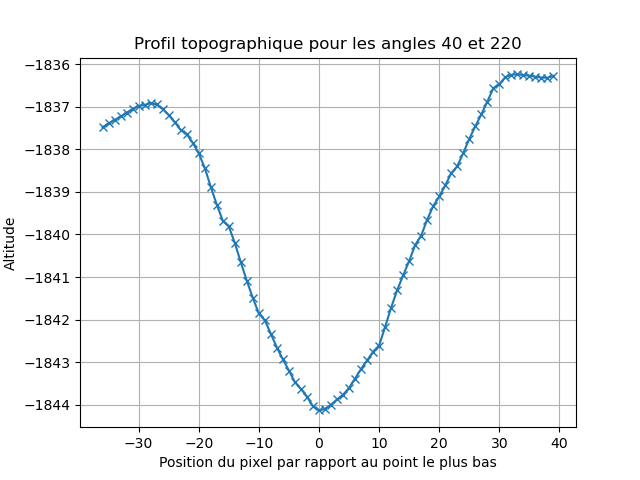 Profil topographique pour les angles 40 et 220
−1836
−1837
−1838
−1839
−1840
−1841
−1842
−1843
−1844
Altitude
−30 −20 −10 0 10 20 30 40
Position du pixel par rapport au point le plus bas